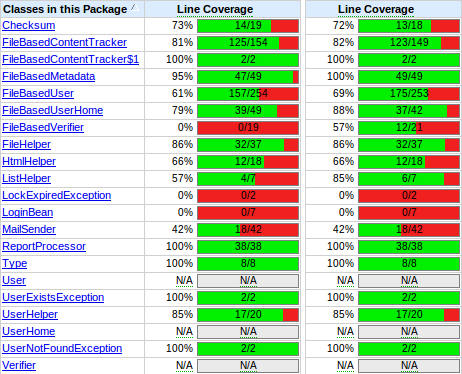 Classes in this Package Line Coverage Line Coverage
Checksum 73% 14/19 72% 13/18
FileBasedContentTracker 81% 125/154 82% 123/149
FileBasedContentTracker$1 100% 2/2 100% 2/2
FileBasedMetadata 95% 47/49 100% 49/49
FileBasedUser 61% 157/254 69% 175/253
FileBasedUserHome 79% 39/49 88% 37/42
FileBasedVerifier 0% 0/19 57% 12/21
FileHelper 86% 32/37 86% 32/37
HtmlHelper 66% 12/18 66% 12/18
ListHelper 57% 4/7 85% 6/7
LockExpiredException 0% 0/2 0% 0/2
LoginBean 0% 0/7 0% 0/7
MailSender 42% 18/42 42% 18/42
ReportProcessor 100% 38/38 100% 38/38
Type 100% 8/8 100% 8/8
User N/A N/A N/A N/A
UserExistsException 100% 2/2 100% 2/2
UserHelper 85% 17/20 85% 17/20
UserHome N/A N/A N/A N/A
UserNotFoundException 100% 2/2 100% 2/2
Verifier N/A N/A N/A N/A